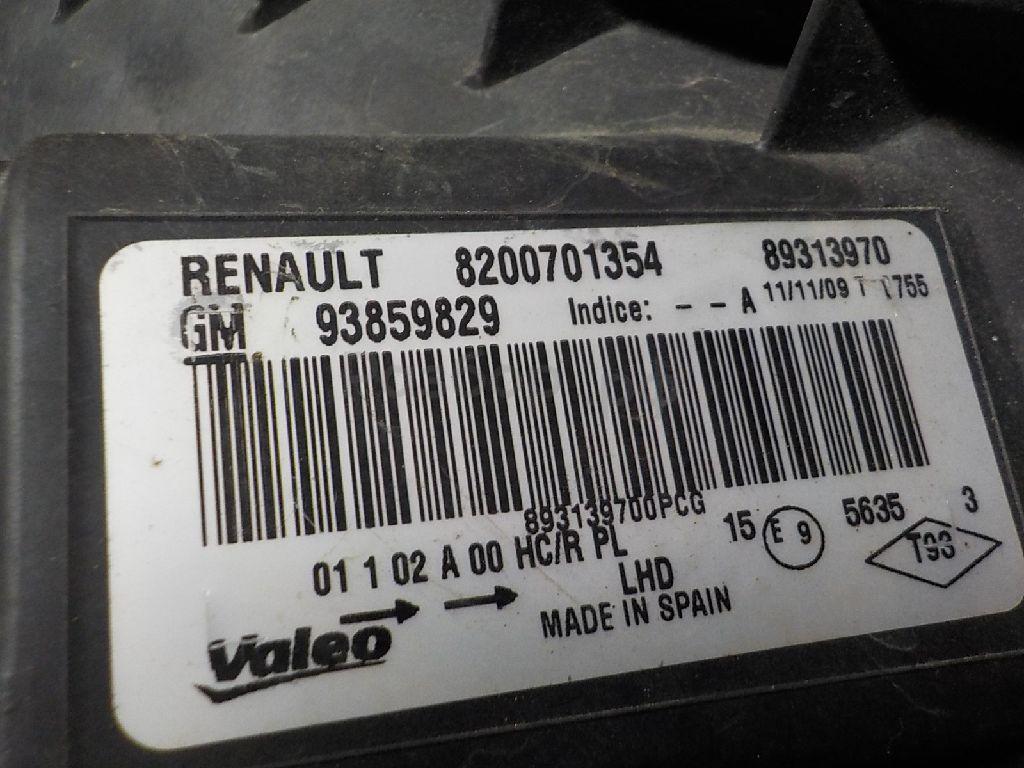 RENAULT 8200701354 89313970
GM 93859829 Indice: - - A 11/11/09 T 1755
893139700PCG
01 1 02 A 00 HC/R PL 15 E 9 5635 3
LHD T93
MADE IN SPAIN
Valeo